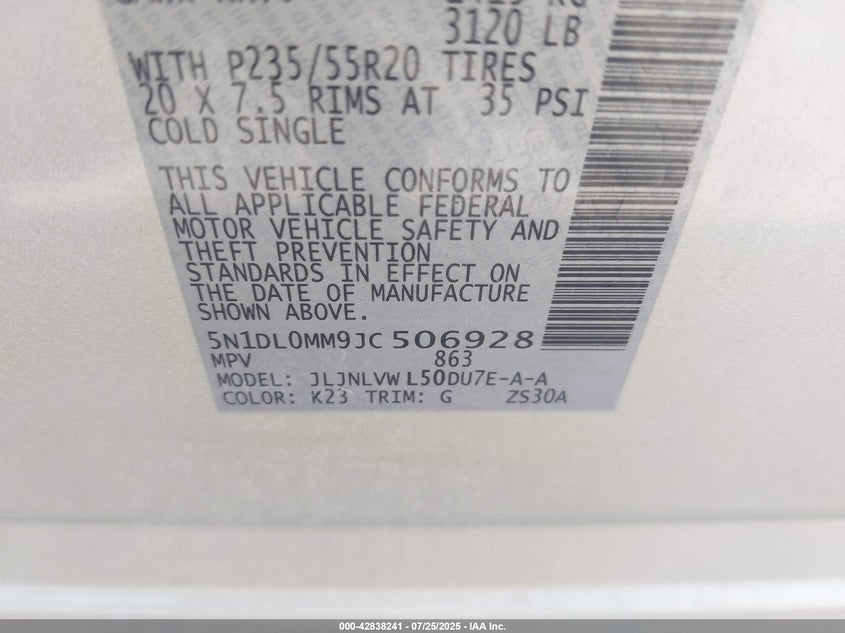 3120 LB
WITH P235/55R20 TIRES
20 X 7.5 RIMS AT 35 PSI
COLD SINGLE
THIS VEHICLE CONFORMS TO
ALL APPLICABLE FEDERAL
MOTOR VEHICLE SAFETY AND
THEFT PREVENTION
STANDARDS IN EFFECT ON
THE DATE OF MANUFACTURE
SHOWN ABOVE.
5N1DL0MM9JC506928
MPV 863
MODEL: JLJNLVW L50DU7E-A-A
COLOR: K23 TRIM: G ZS30A
000-42838241 - 07/25/2025 - IAA Inc.